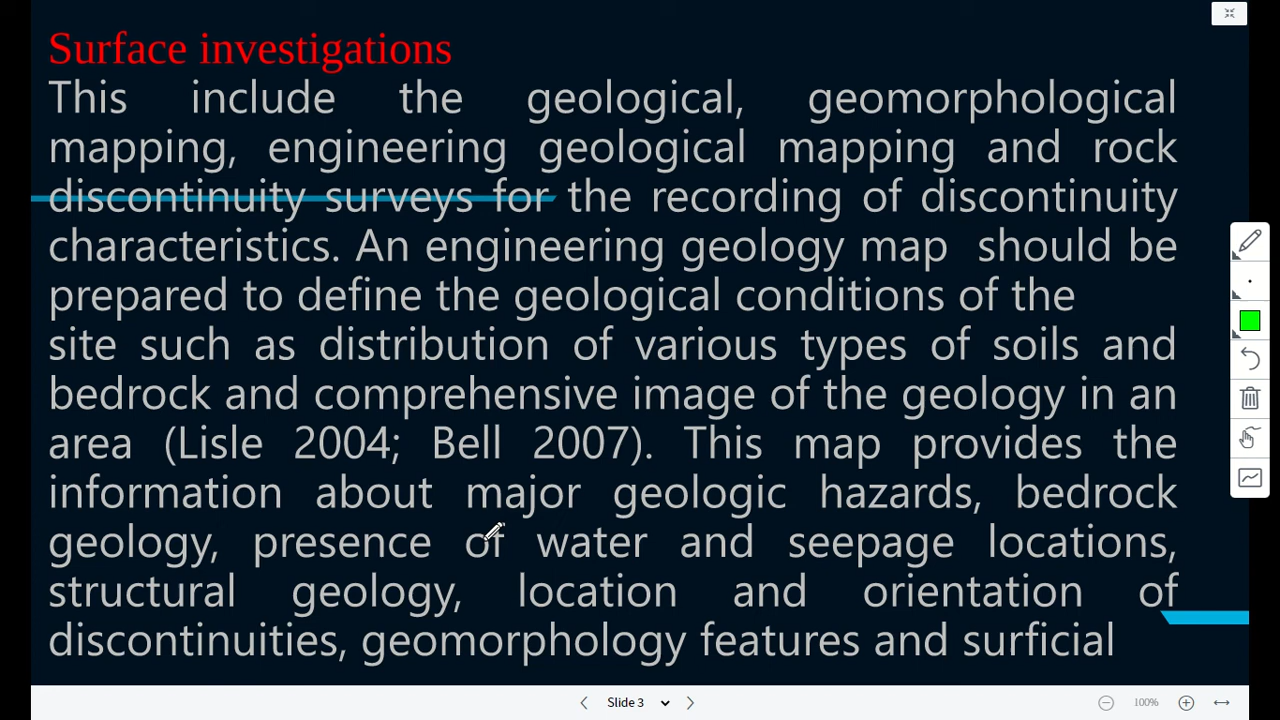 Surface investigations
This include the geological, geomorphological
mapping, engineering geological mapping and rock
discontinuity surveys for the recording of discontinuity
characteristics. An engineering geology map should be
prepared to define the geological conditions of the
site such as distribution of various types of soils and
bedrock and comprehensive image of the geology in an
area (Lisle 2004; Bell 2007). This map provides the
information about major geologic hazards, bedrock
geology, presence of water and seepage locations,
structural geology, location and orientation of
discontinuities, geomorphology features and surficial
Slide 3
100%